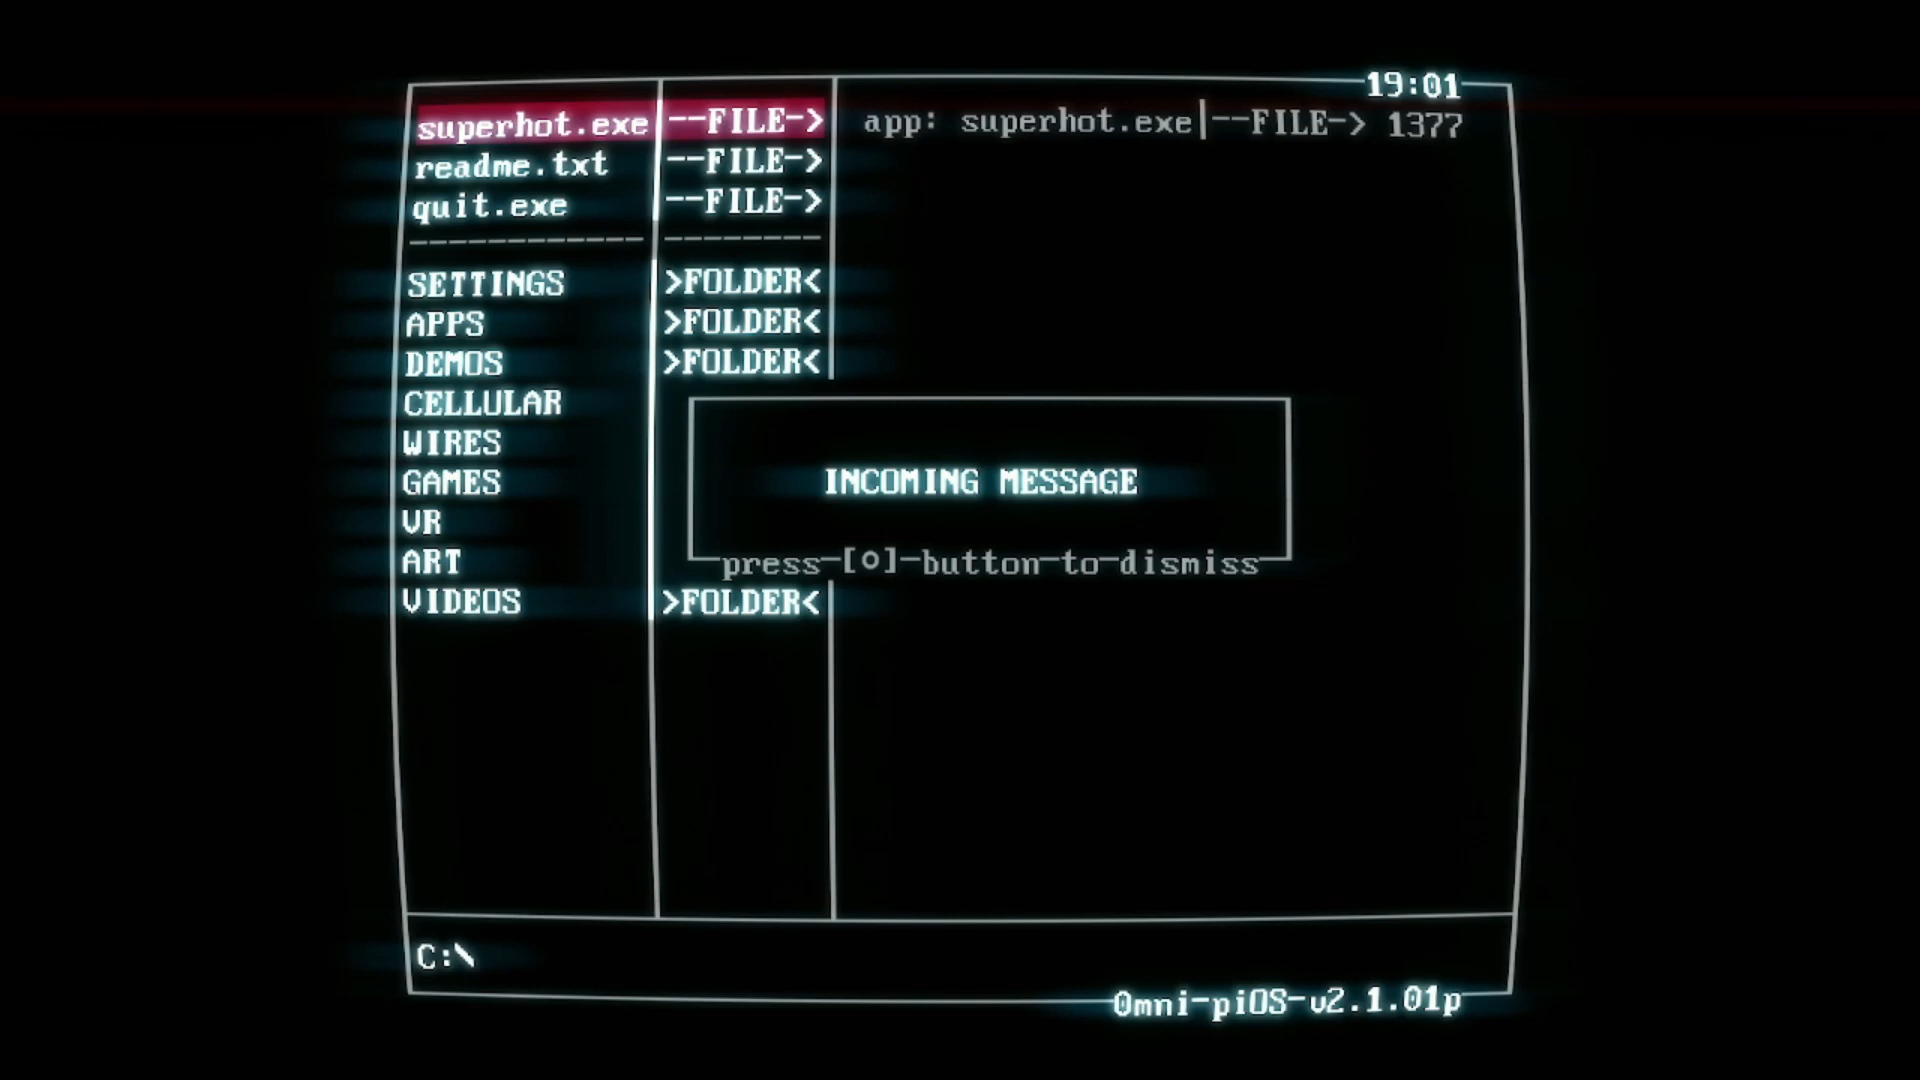 19:01
superhot.exe --FILE-> app: superhot.exe|--FILE-> 1377
readme.txt --FILE->
quit.exe --FILE->
------------ --------
SETTINGS >FOLDER<
APPS >FOLDER<
DEMOS >FOLDER<
CELLULAR
WIRES
GAMES
VR
ART
VIDEOS >FOLDER<
INCOMING MESSAGE
press-[O]-button-to-dismiss
C:\
Omni-piOS-v2.1.01p